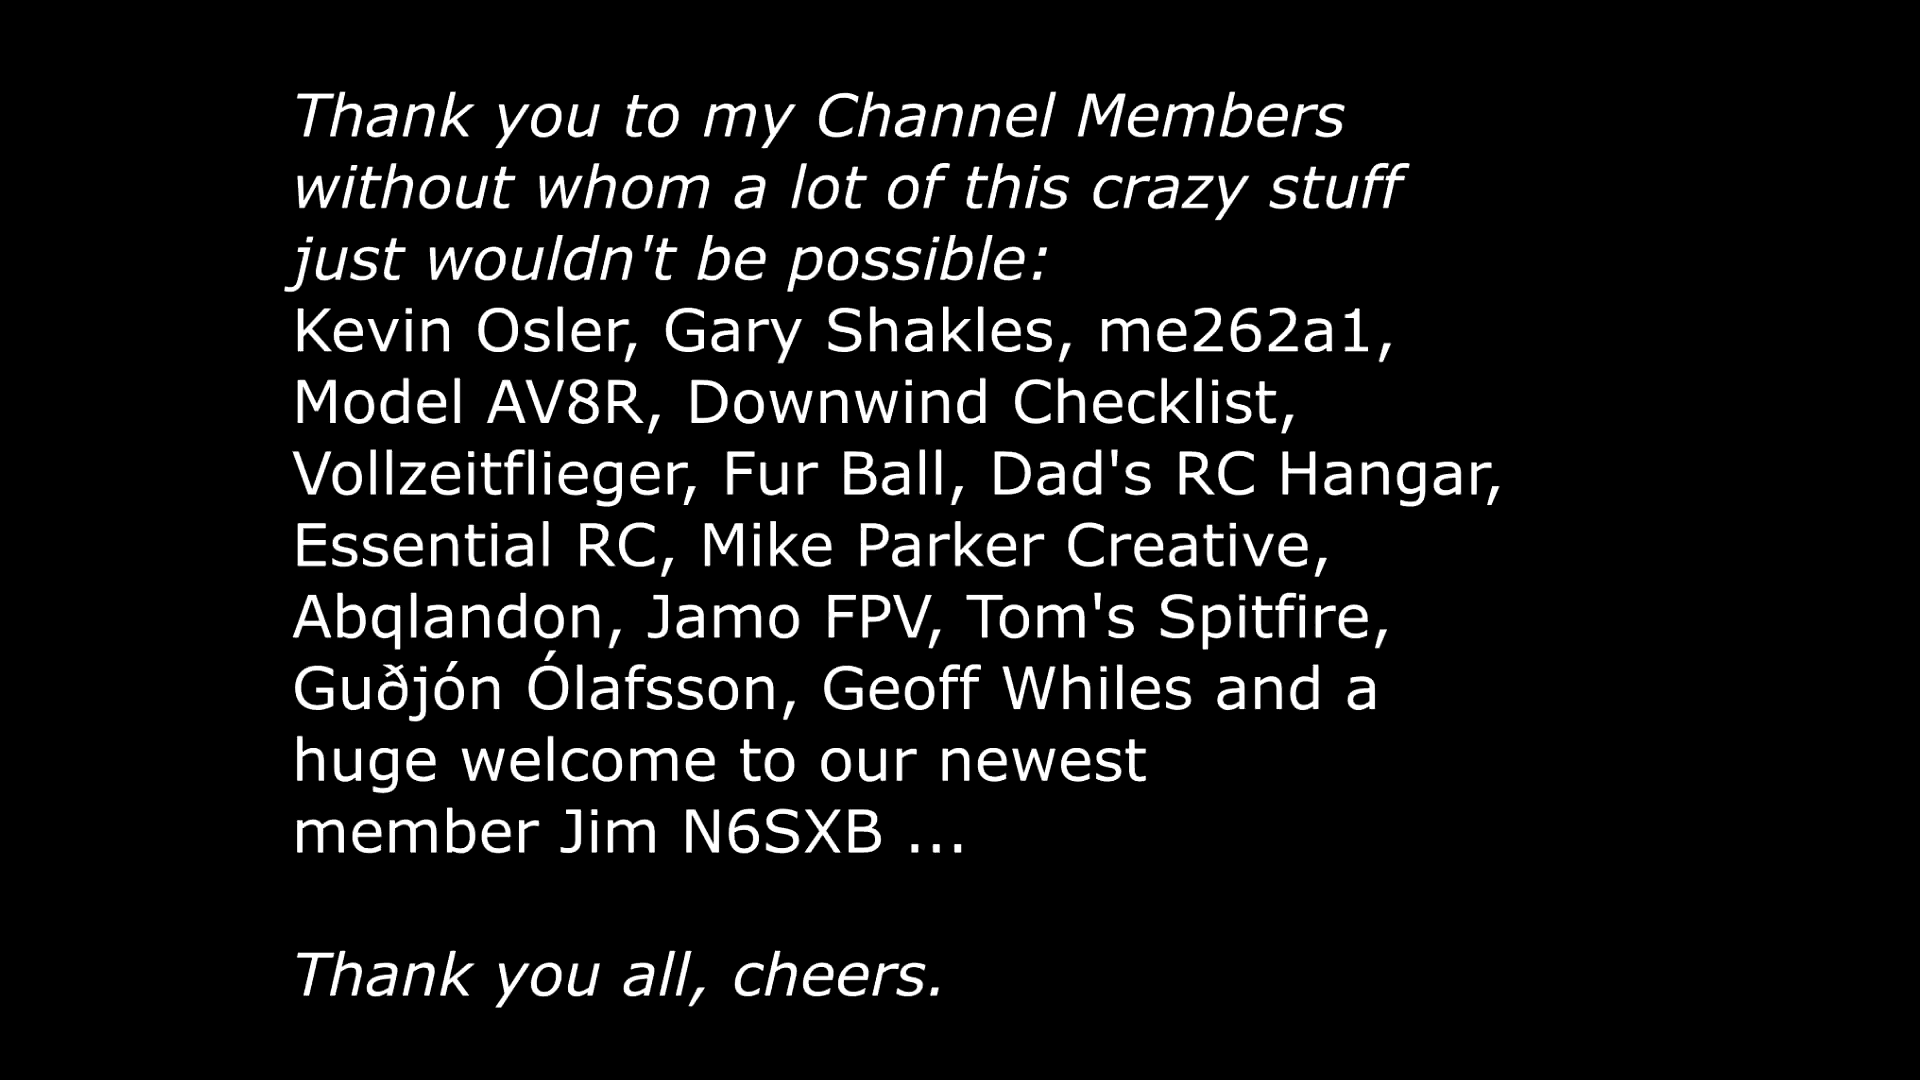 Thank you to my Channel Members
without whom a lot of this crazy stuff
just wouldn't be possible:
Kevin Osler, Gary Shakles, me262a1,
Model AV8R, Downwind Checklist,
Vollzeitflieger, Fur Ball, Dad's RC Hangar,
Essential RC, Mike Parker Creative,
Abqlandon, Jamo FPV, Tom's Spitfire,
Guðjón Ólafsson, Geoff Whiles and a
huge welcome to our newest
member Jim N6SXB ...
Thank you all, cheers.